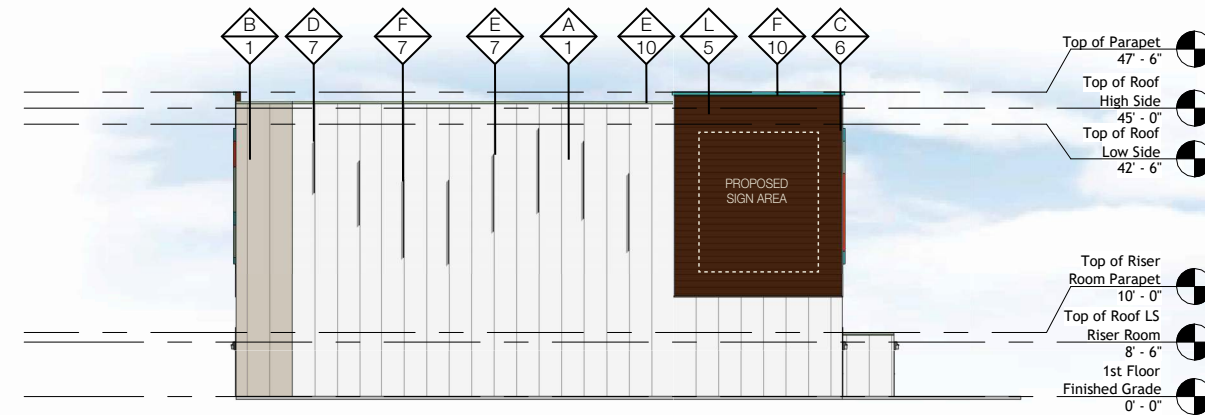 B
1
D
7
F
7
E
7
A
1
E
10
L
5
F
10
C
6
Top of Parapet
47' - 6"
Top of Roof
High Side
45' - 0"
Top of Roof
Low Side
42' - 6"
PROPOSED
SIGN AREA
Top of Riser
Room Parapet
10' - 0"
Top of Roof LS
Riser Room
8' - 6"
1st Floor
Finished Grade
0' - 0"